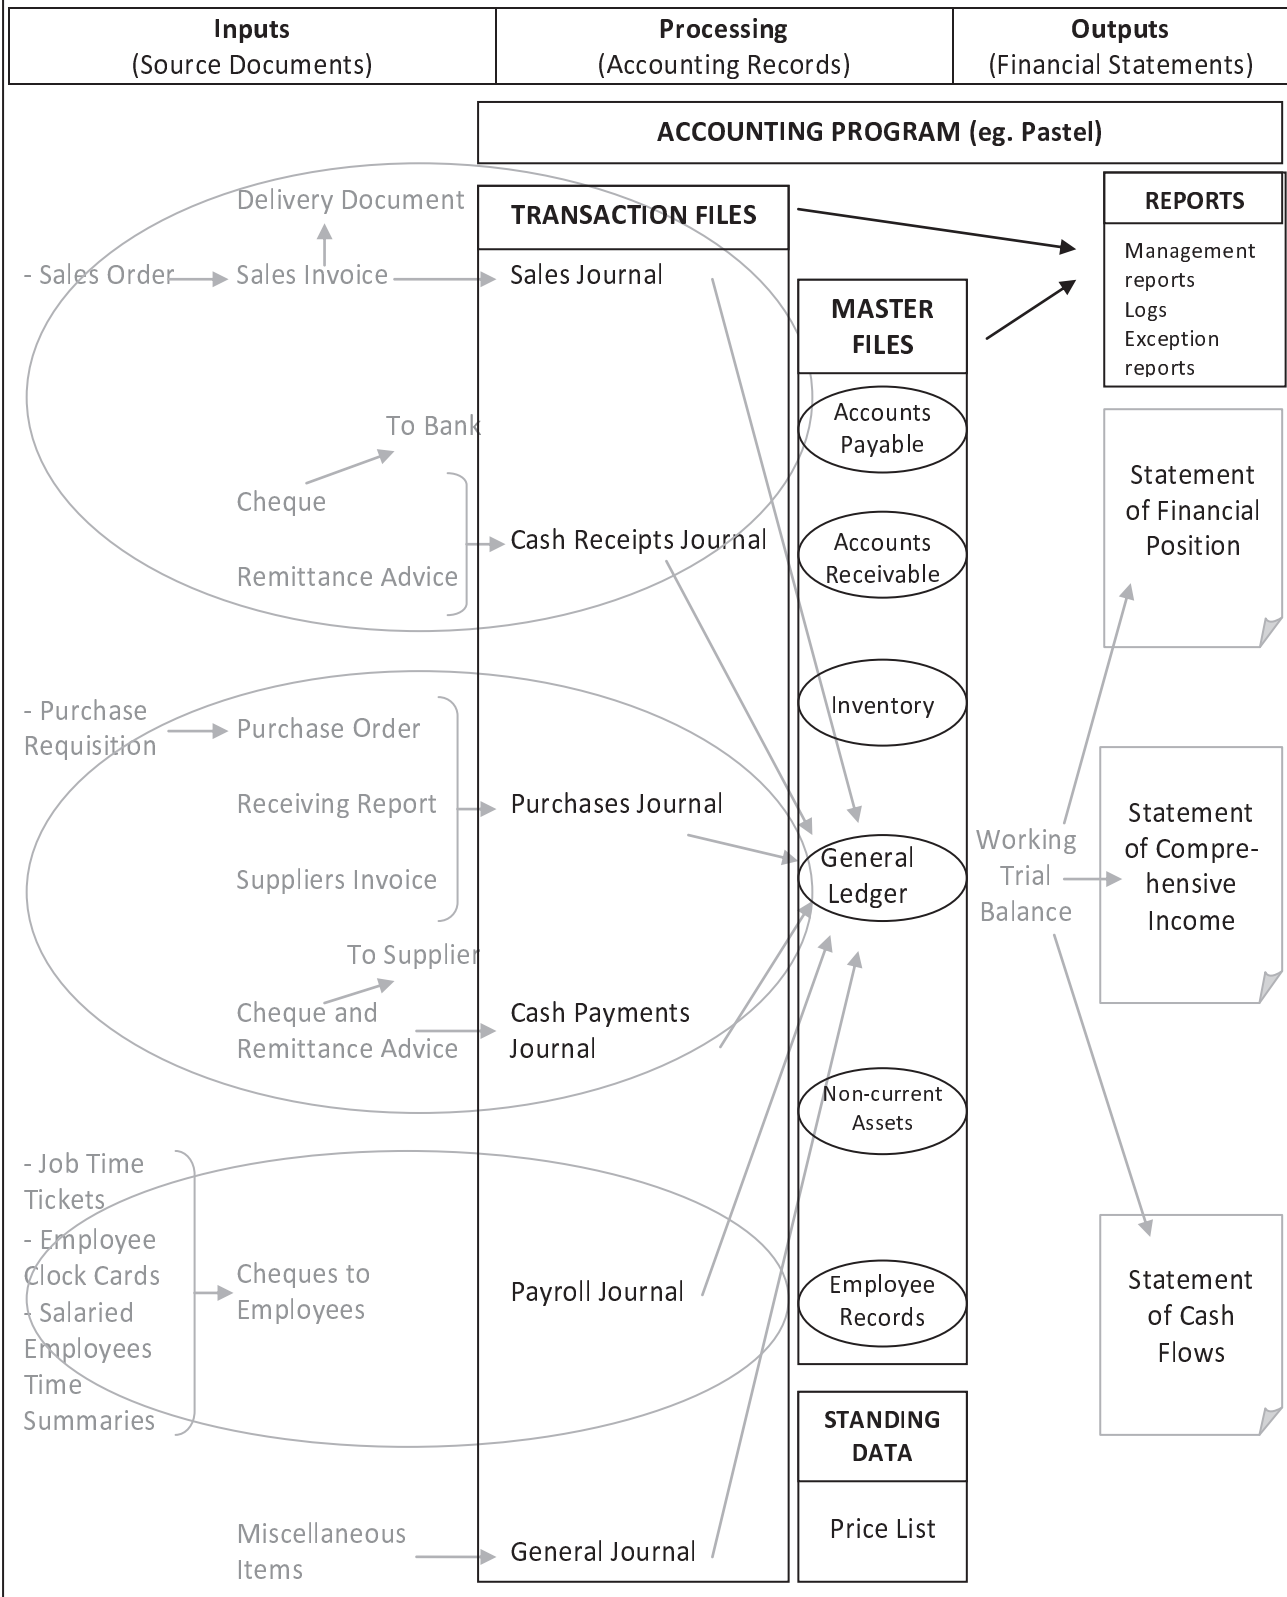 Inputs
(Source Documents)
Processing
(Accounting Records)
Outputs
(Financial Statements)
ACCOUNTING PROGRAM (eg. Pastel)
Delivery Document
- Sales Order
Sales Invoice
To Bank
Cheque
Remittance Advice
- Purchase
Requisition
Purchase Order
Receiving Report
Suppliers Invoice
To Supplier
Cheque and
Remittance Advice
- Job Time
Tickets
- Employee
Clock Cards
- Salaried
Employees
Time
Summaries
Cheques to
Employees
Miscellaneous
Items
TRANSACTION FILES
Sales Journal
Cash Receipts Journal
Purchases Journal
Cash Payments
Journal
Payroll Journal
General Journal
MASTER
FILES
Accounts
Payable
Accounts
Receivable
Inventory
General
Ledger
Non-current
Assets
Employee
Records
STANDING
DATA
Price List
REPORTS
Management
reports
Logs
Exception
reports
Working
Trial
Balance
Statement
of Financial
Position
Statement
of Compre-
hensive
Income
Statement
of Cash
Flows